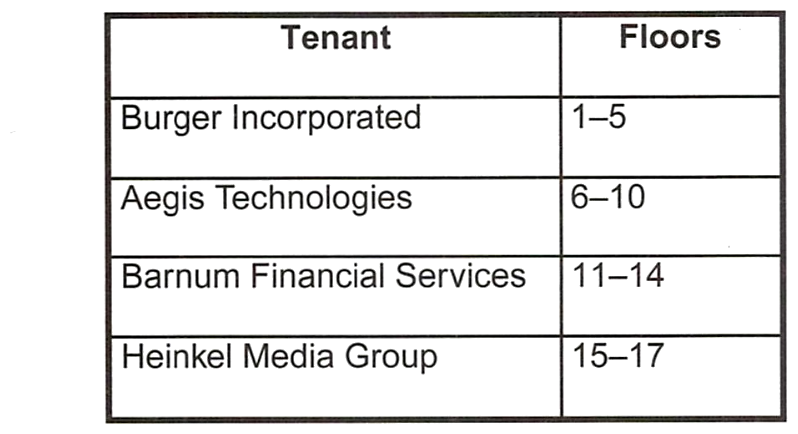 Tenant Floors
Burger Incorporated 1–5
Aegis Technologies 6–10
Barnum Financial Services 11–14
Heinkel Media Group 15–17